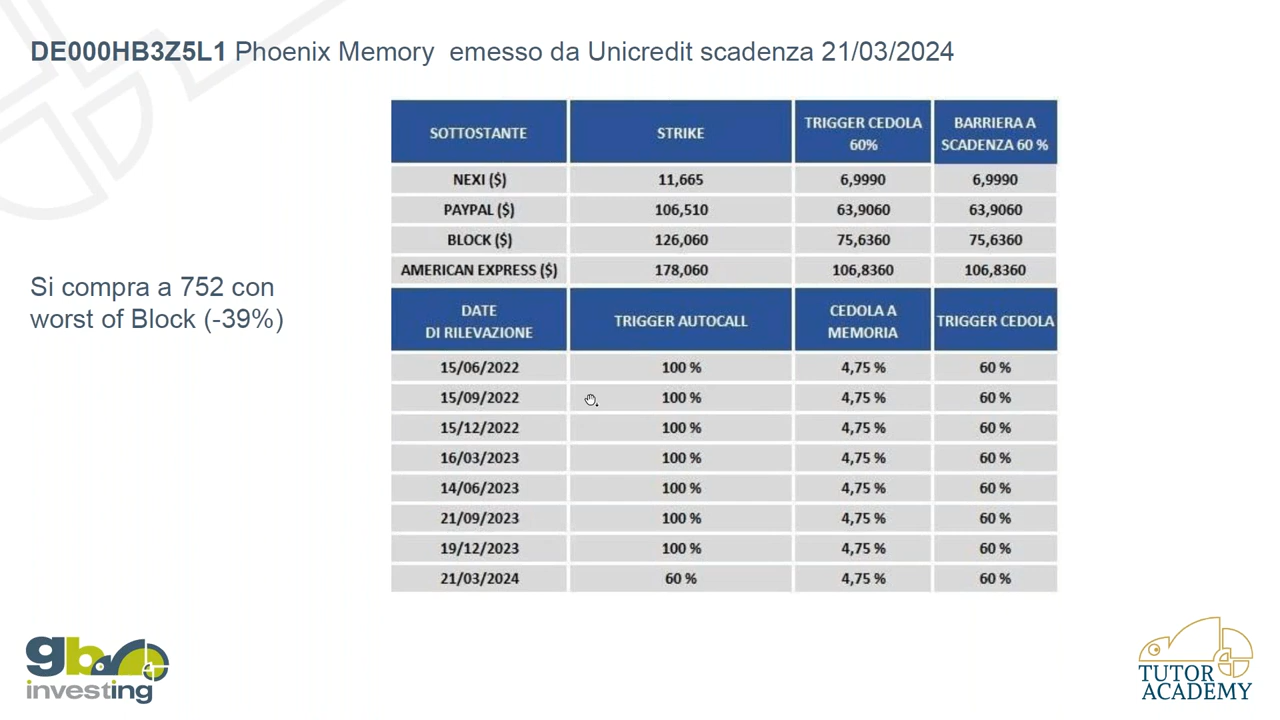 DE000HB3Z5L1 Phoenix Memory emesso da Unicredit scadenza 21/03/2024
Si compra a 752 con
worst of Block (-39%)
SOTTOSTANTE STRIKE TRIGGER CEDOLA 60% BARRIERA A SCADENZA 60 %
NEXI ($) 11,665 6,9990 6,9990
PAYPAL ($) 106,510 63,9060 63,9060
BLOCK ($) 126,060 75,6360 75,6360
AMERICAN EXPRESS ($) 178,060 106,8360 106,8360
DATE DI RILEVAZIONE TRIGGER AUTOCALL CEDOLA A MEMORIA TRIGGER CEDOLA
15/06/2022 100 % 4,75 % 60 %
15/09/2022 100 % 4,75 % 60 %
15/12/2022 100 % 4,75 % 60 %
16/03/2023 100 % 4,75 % 60 %
14/06/2023 100 % 4,75 % 60 %
21/09/2023 100 % 4,75 % 60 %
19/12/2023 100 % 4,75 % 60 %
21/03/2024 60 % 4,75 % 60 %
gb
investing
TUTOR
ACADEMY